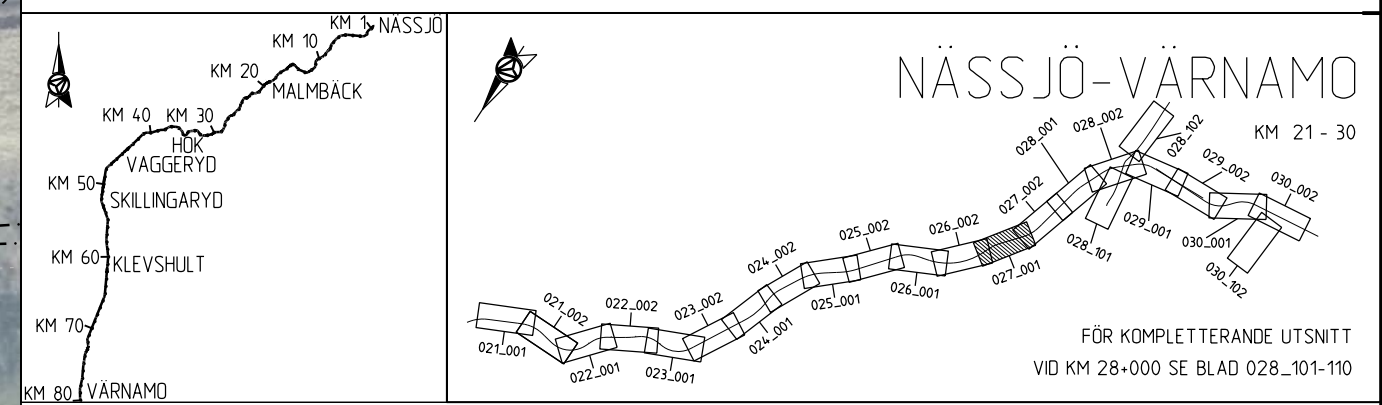 KM 1
NÄSSJÖ
KM 10
KM 20
MALMBÄCK
KM 40
KM 30
HOK
VAGGERYD
KM 50
SKILLINGARYD
KM 60
KLEVSHULT
KM 70
KM 80
VÄRNAMO
NÄSSJÖ-VÄRNAMO
KM 21 - 30
021_001
021_002
022_001
022_002
023_001
023_002
024_001
024_002
025_001
025_002
026_001
026_002
027_001
027_002
028_001
028_002
028_101
028_102
029_001
029_002
030_001
030_002
030_102
FÖR KOMPLETTERANDE UTSNITT
VID KM 28+000 SE BLAD 028_101-110